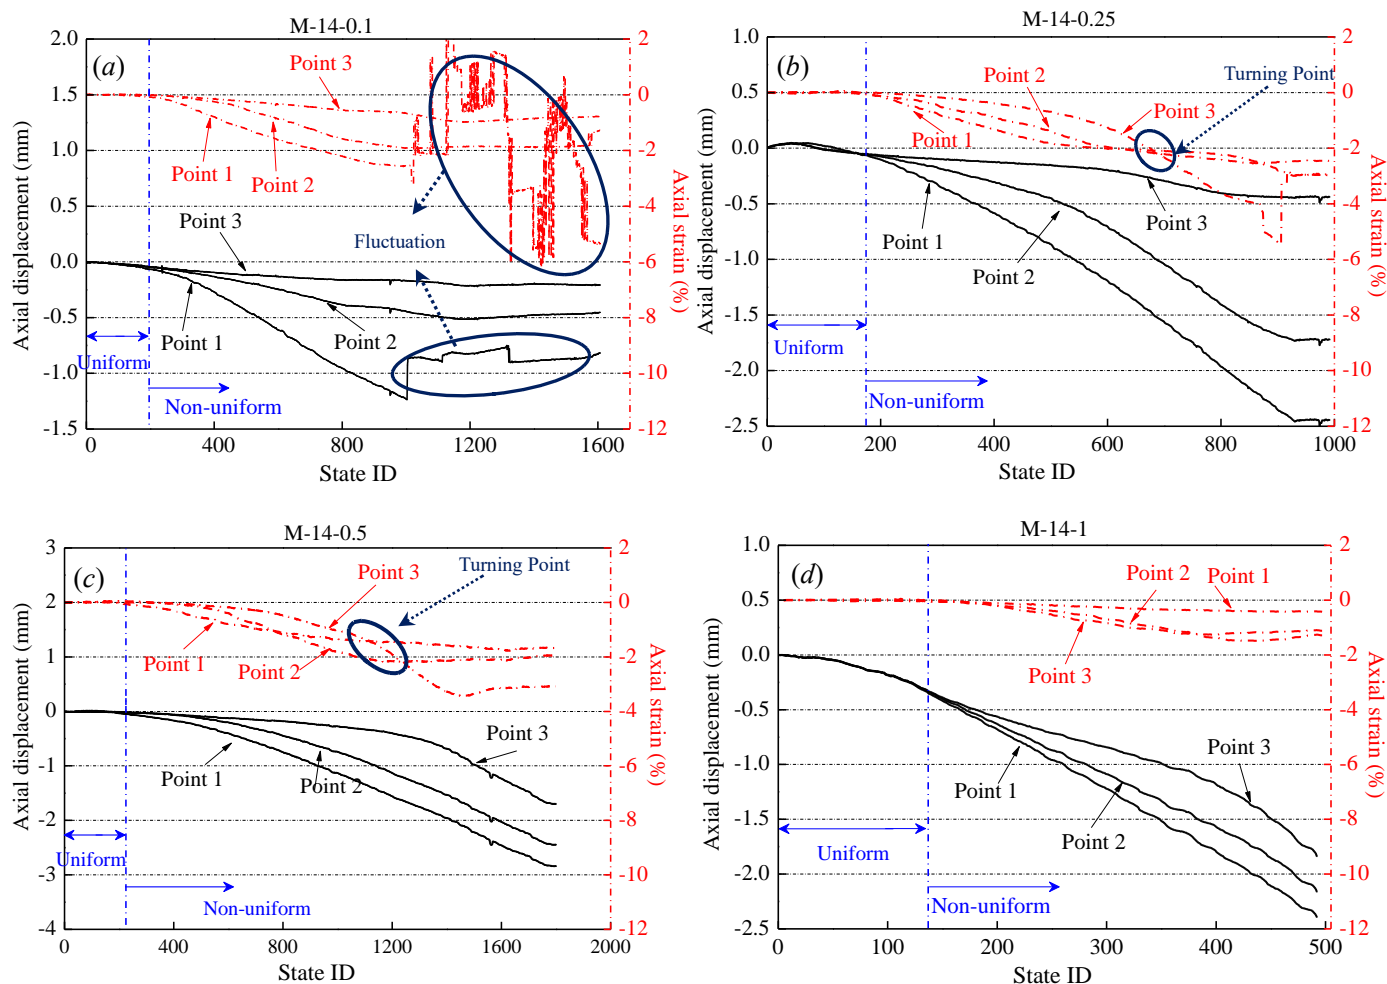 M-14-0.1
(a)
2.0
1.5
1.0
0.5
0.0
-0.5
-1.0
-1.5
Axial displacement (mm)
0
400
800
1200
1600
State ID
2
0
-2
-4
-6
-8
-10
-12
Axial strain (%)
Point 3
Point 1
Point 2
Point 3
Fluctuation
Point 1
Point 2
Uniform
Non-uniform
M-14-0.25
(b)
1.0
0.5
0.0
-0.5
-1.0
-1.5
-2.0
-2.5
Axial displacement (mm)
0
200
400
600
800
1000
State ID
2
0
-2
-4
-6
-8
-10
-12
Axial strain (%)
Point 2
Turning Point
Point 3
Point 1
Point 1
Point 3
Point 2
Uniform
Non-uniform
M-14-0.5
(c)
3
2
1
0
-1
-2
-3
-4
Axial displacement (mm)
0
400
800
1200
1600
2000
State ID
2
0
-2
-4
-6
-8
-10
-12
Axial strain (%)
Point 3
Turning Point
Point 1
Point 2
Point 3
Point 1
Point 2
Uniform
Non-uniform
M-14-1
(d)
1.0
0.5
0.0
-0.5
-1.0
-1.5
-2.0
-2.5
Axial displacement (mm)
0
100
200
300
400
500
State ID
2
0
-2
-4
-6
-8
-10
-12
Axial strain (%)
Point 2
Point 1
Point 3
Point 3
Point 1
Point 2
Uniform
Non-uniform